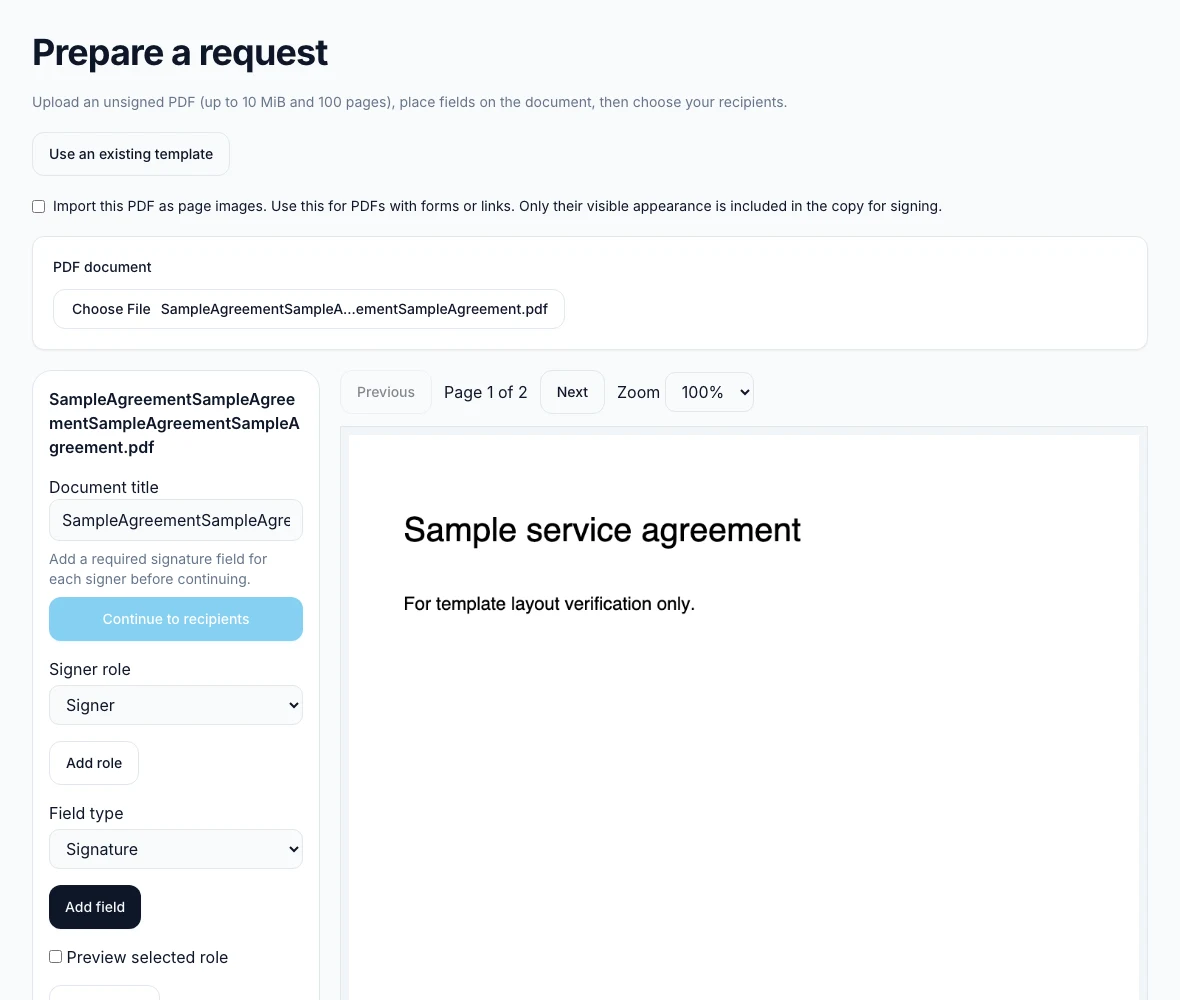 Prepare a request
Upload an unsigned PDF (up to 10 MiB and 100 pages), place fields on the document, then choose your recipients.
Use an existing template
Import this PDF as page images. Use this for PDFs with forms or links. Only their visible appearance is included in the copy for signing.
PDF document
Choose File SampleAgreementSampleA...ementSampleAgreement.pdf
SampleAgreementSampleAgree
mentSampleAgreementSampleA
greement.pdf
Document title
SampleAgreementSampleAgre
Add a required signature field for
each signer before continuing.
Continue to recipients
Signer role
Signer
Add role
Field type
Signature
Add field
Preview selected role
Previous Page 1 of 2 Next Zoom 100%
Sample service agreement
For template layout verification only.